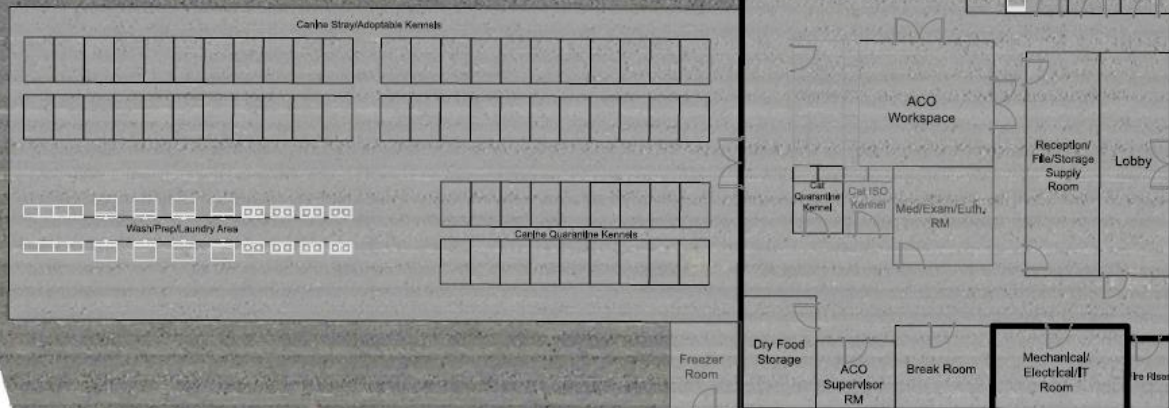 Canine Stray/Adoptable Kennels
ACO
Workspace
Reception/
File/Storage
Supply
Room
Lobby
Cat
Quarantine
Kennel
Cat ISO
Kennel
Med/Exam/Euth.
RM
Wash/Prep/Laundry Area
Canine Quarantine Kennels
Freezer
Room
Dry Food
Storage
ACO
Supervisor
RM
Break Room
Mechanical/
Electrical/IT
Room
Fire Riser